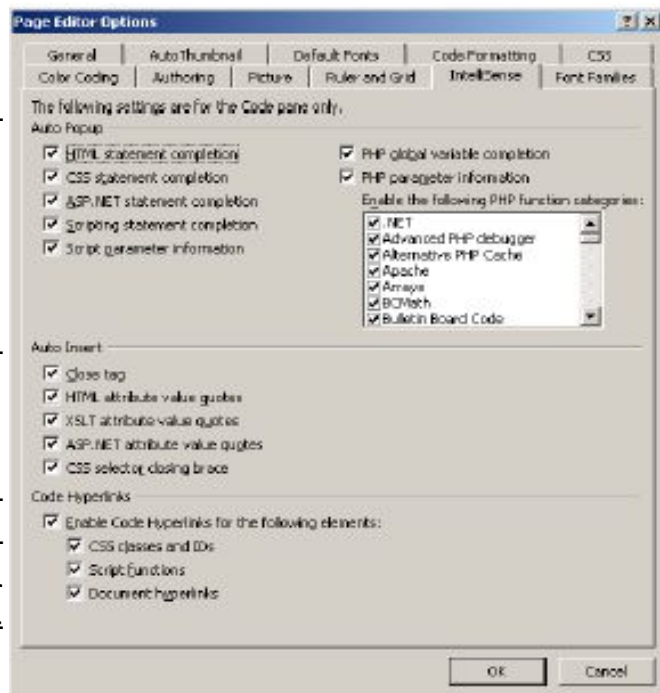 Page Editor Options
General AutoThumbnail Default Fonts Code Formatting CSS
Color Coding Authoring Picture Ruler and Grid IntelliSense Font Families
The following settings are for the Code pane only.
Auto Popup
HTML statement completion
CSS statement completion
ASP.NET statement completion
Scripting statement completion
Script parameter information
PHP global variable completion
PHP parameter information
Enable the following PHP function categories:
.NET
Advanced PHP debugger
Alternative PHP Cache
Apache
Arrays
BCMath
Bulletin Board Code
Auto Insert
Close tag
HTML attribute value quotes
XSLT attribute value quotes
ASP.NET attribute value quotes
CSS selector closing brace
Code Hyperlinks
Enable Code Hyperlinks for the following elements:
CSS classes and IDs
Script functions
Document hyperlinks
OK Cancel